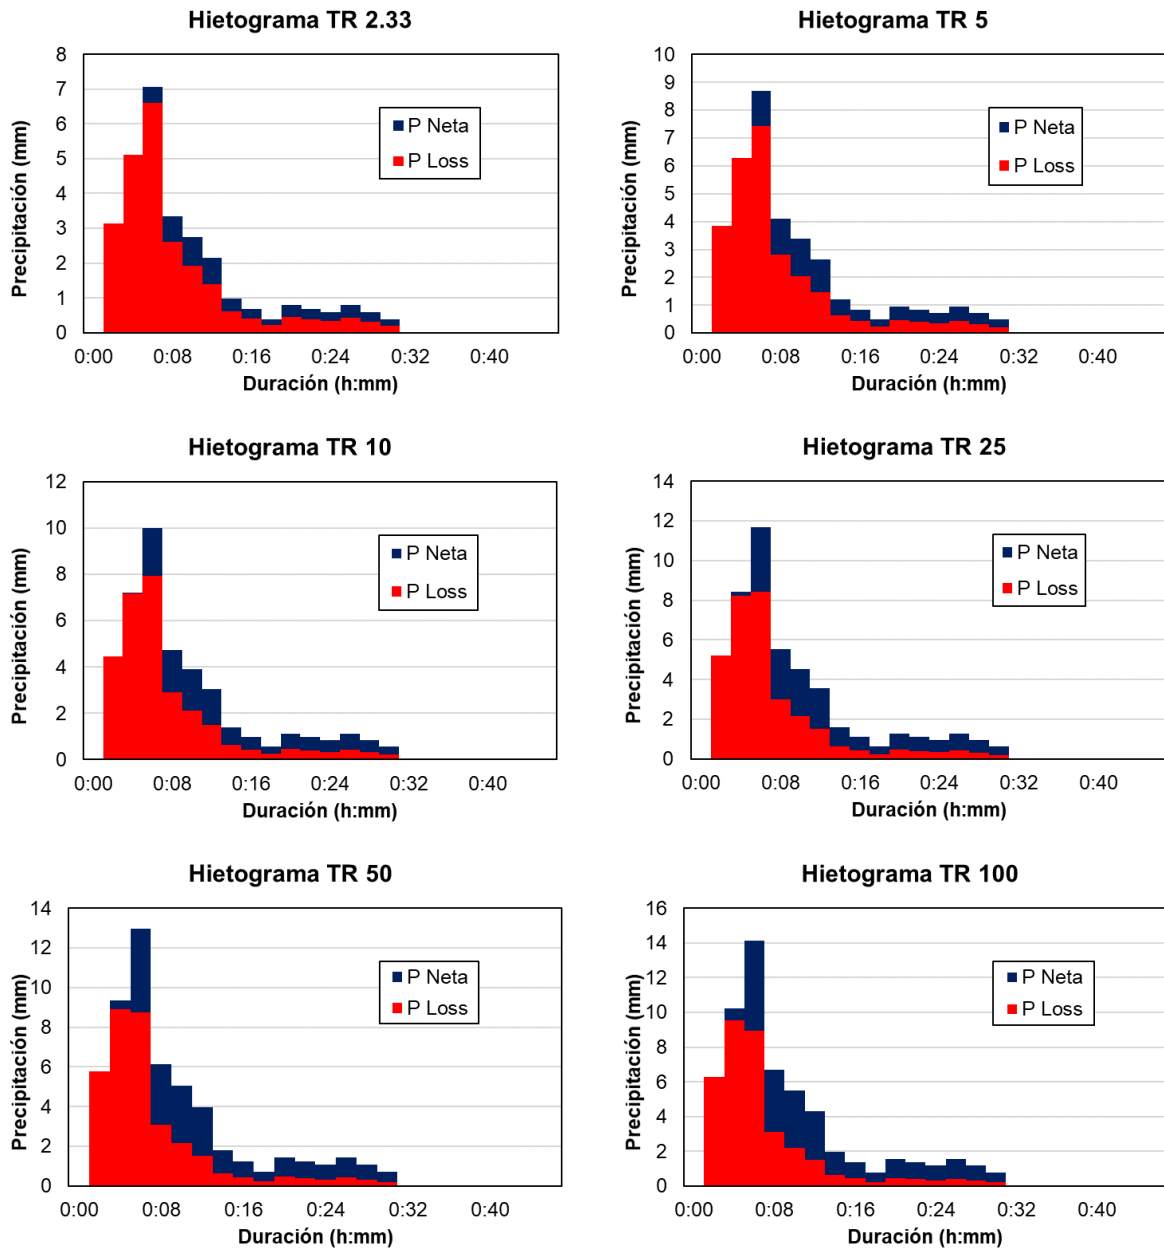 Hietograma TR 2.33
8
7
6
5
4
3
2
1
0
Precipitación (mm)
P Neta
P Loss
0:00 0:08 0:16 0:24 0:32 0:40
Duración (h:mm)
Hietograma TR 5
10
9
8
7
6
5
4
3
2
1
0
Precipitación (mm)
P Neta
P Loss
0:00 0:08 0:16 0:24 0:32 0:40
Duración (h:mm)
Hietograma TR 10
12
10
8
6
4
2
0
Precipitación (mm)
P Neta
P Loss
0:00 0:08 0:16 0:24 0:32 0:40
Duración (h:mm)
Hietograma TR 25
14
12
10
8
6
4
2
0
Precipitación (mm)
P Neta
P Loss
0:00 0:08 0:16 0:24 0:32 0:40
Duración (h:mm)
Hietograma TR 50
14
12
10
8
6
4
2
0
Precipitación (mm)
P Neta
P Loss
0:00 0:08 0:16 0:24 0:32 0:40
Duración (h:mm)
Hietograma TR 100
16
14
12
10
8
6
4
2
0
Precipitación (mm)
P Neta
P Loss
0:00 0:08 0:16 0:24 0:32 0:40
Duración (h:mm)